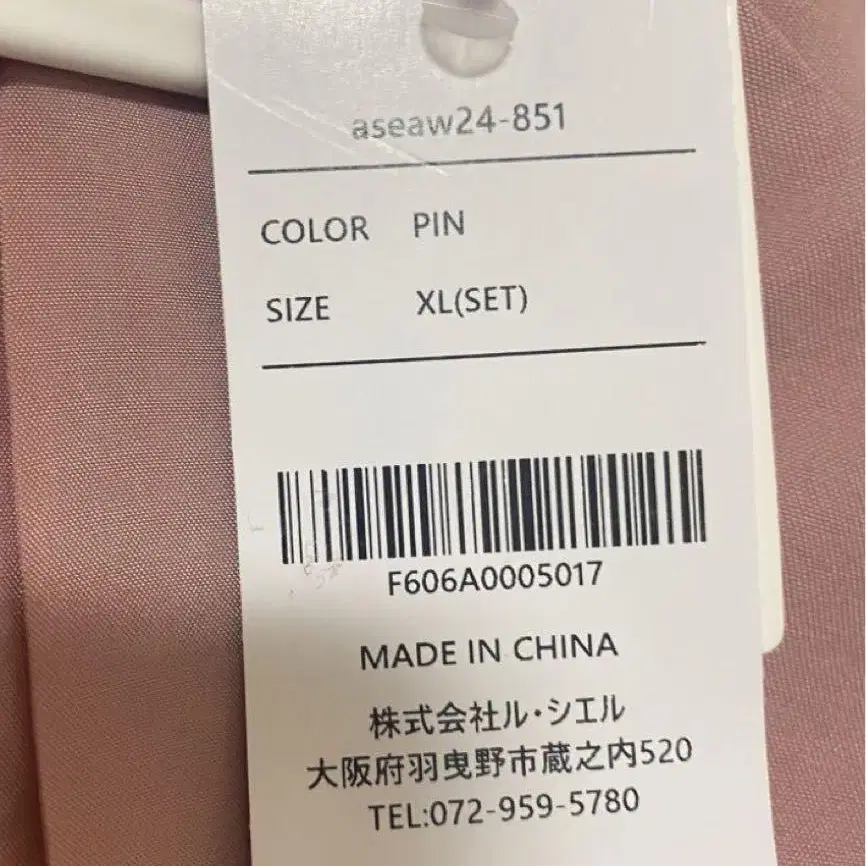 aseaw24-851
COLOR PIN
SIZE XL(SET)
F606A0005017
MADE IN CHINA
株式会社ル・シエル
大阪府羽曳野市蔵之内520
TEL:072-959-5780